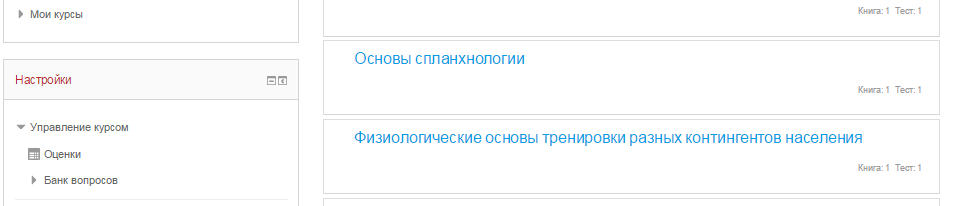 Мои курсы
Настройки
Управление курсом
Оценки
Банк вопросов
Книга: 1 Тест: 1
Основы спланхнологии
Книга: 1 Тест: 1
Физиологические основы тренировки разных контингентов населения
Книга: 1 Тест: 1